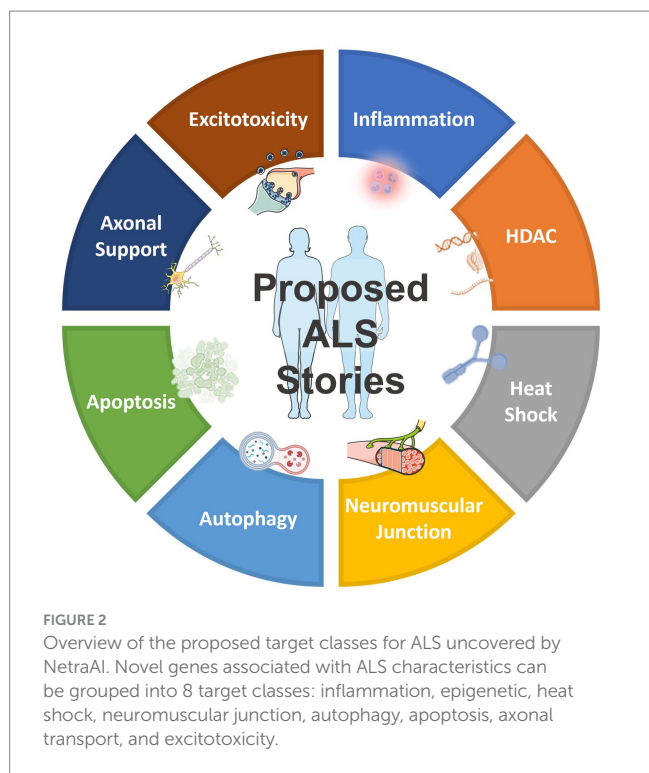 Excitotoxicity
Inflammation
Axonal
Support
HDAC
Proposed
ALS
Stories
Apoptosis
Heat
Shock
Autophagy
Neuromuscular
Junction
FIGURE 2
Overview of the proposed target classes for ALS uncovered by
NetraAI. Novel genes associated with ALS characteristics can
be grouped into 8 target classes: inflammation, epigenetic, heat
shock, neuromuscular junction, autophagy, apoptosis, axonal
transport, and excitotoxicity.